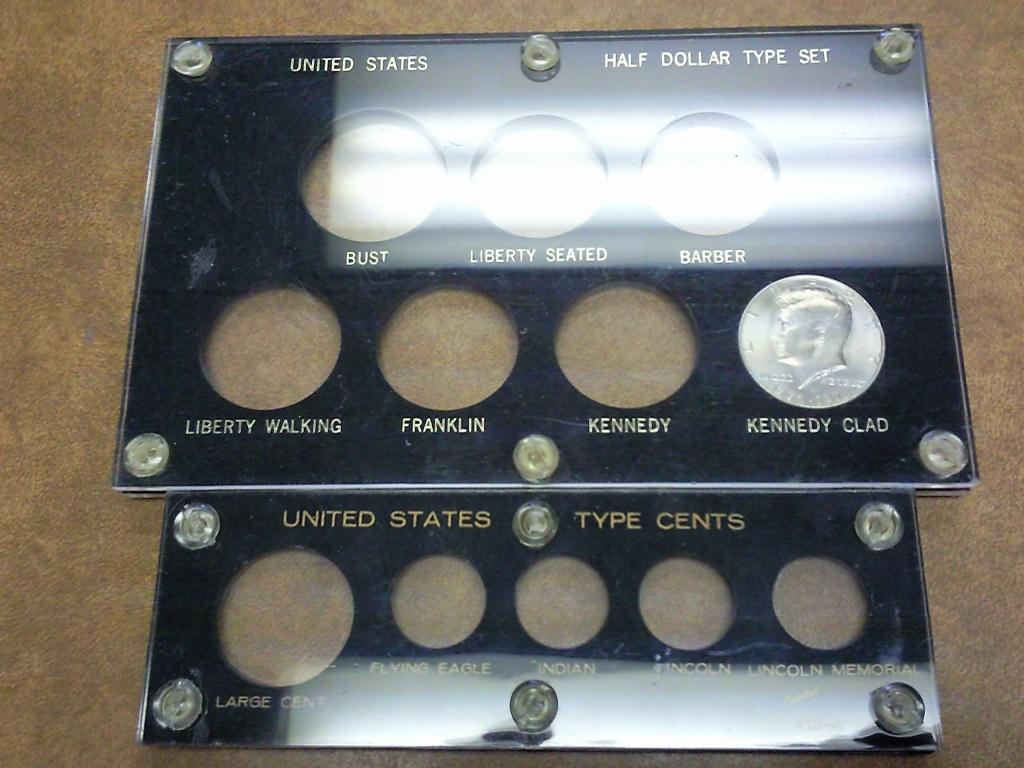 UNITED STATES HALF DOLLAR TYPE SET
BUST LIBERTY SEATED BARBER
LIBERTY WALKING FRANKLIN KENNEDY KENNEDY CLAD
UNITED STATES TYPE CENTS
FLYING EAGLE INDIAN LINCOLN LINCOLN MEMORIAL
LARGE CENT